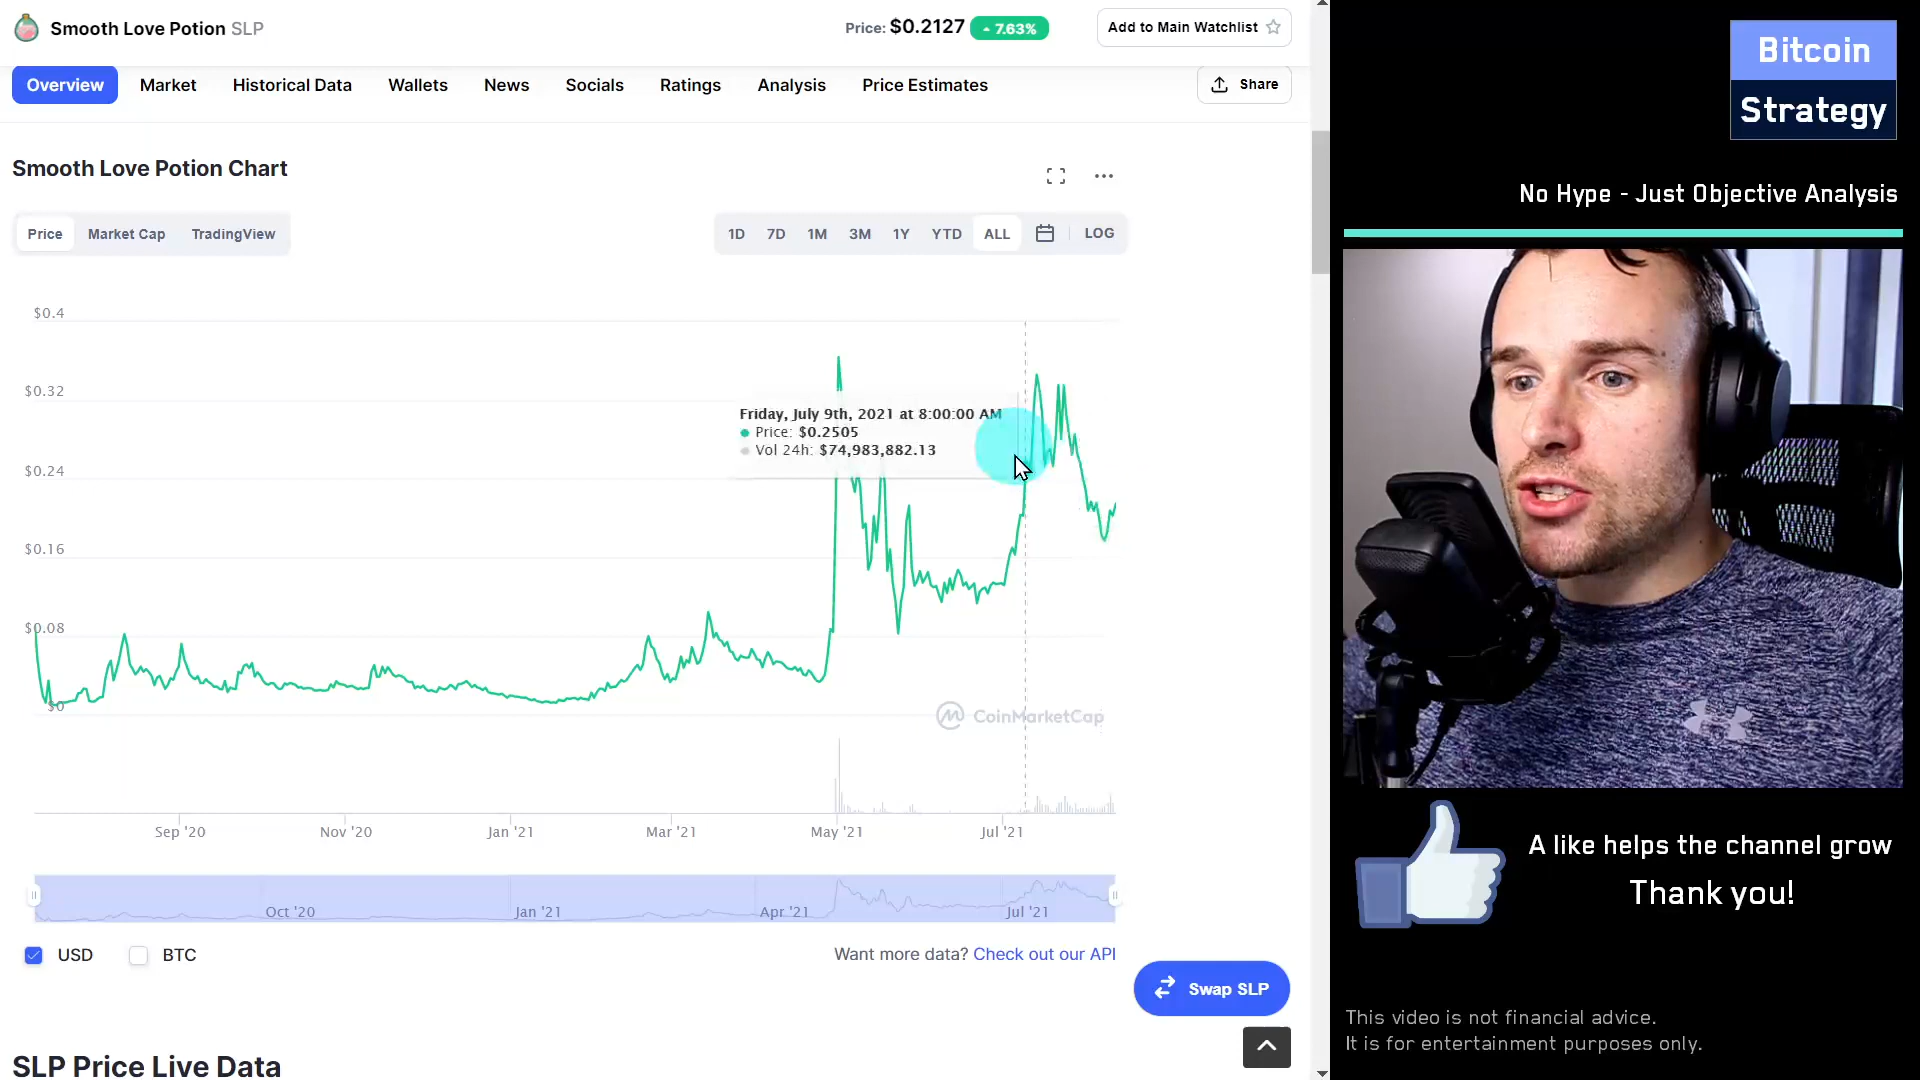 Smooth Love Potion SLP
Price: $0.2127 7.63%
Add to Main Watchlist
Overview Market Historical Data Wallets News Socials Ratings Analysis Price Estimates
Share
Smooth Love Potion Chart
Price Market Cap TradingView
1D 7D 1M 3M 1Y YTD ALL LOG
$0.4
$0.32
$0.24
$0.16
$0.08
$0
Friday, July 9th, 2021 at 8:00:00 AM
Price: $0.2505
Vol 24h: $74,983,882.13
CoinMarketCap
Sep '20 Nov '20 Jan '21 Mar '21 May '21 Jul '21
Oct '20 Jan '21 Apr '21 Jul '21
USD BTC
Want more data? Check out our API
Swap SLP
SLP Price Live Data
Bitcoin
Strategy
No Hype - Just Objective Analysis
A like helps the channel grow
Thank you!
This video is not financial advice.
It is for entertainment purposes only.